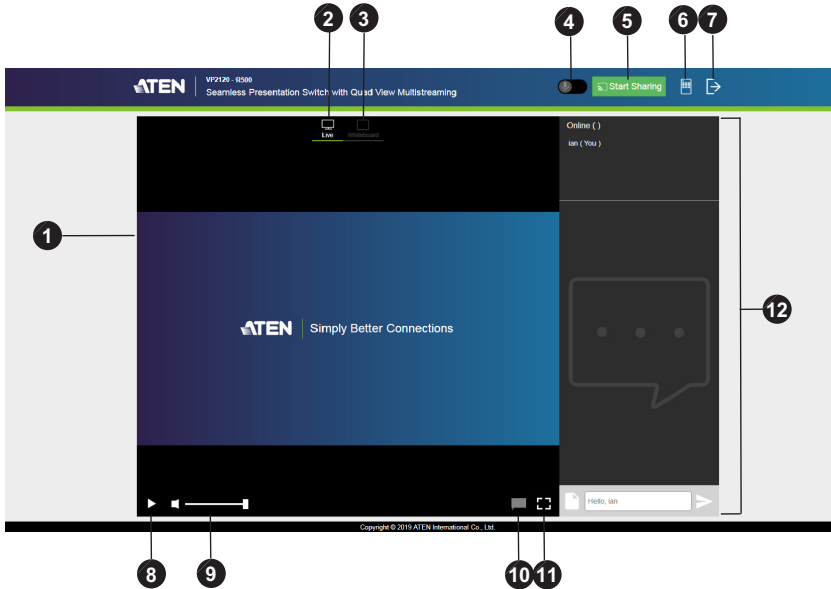 2
3
4
5
6
7
ATEN
VP2120 - R500
Seamless Presentation Switch with Quad View Multistreaming
Start Sharing
Live
Whiteboard
Online ( )
ian ( You )
1
ATEN
Simply Better Connections
12
Hello, ian
Copyright © 2019 ATEN International Co., Ltd.
8
9
10
11